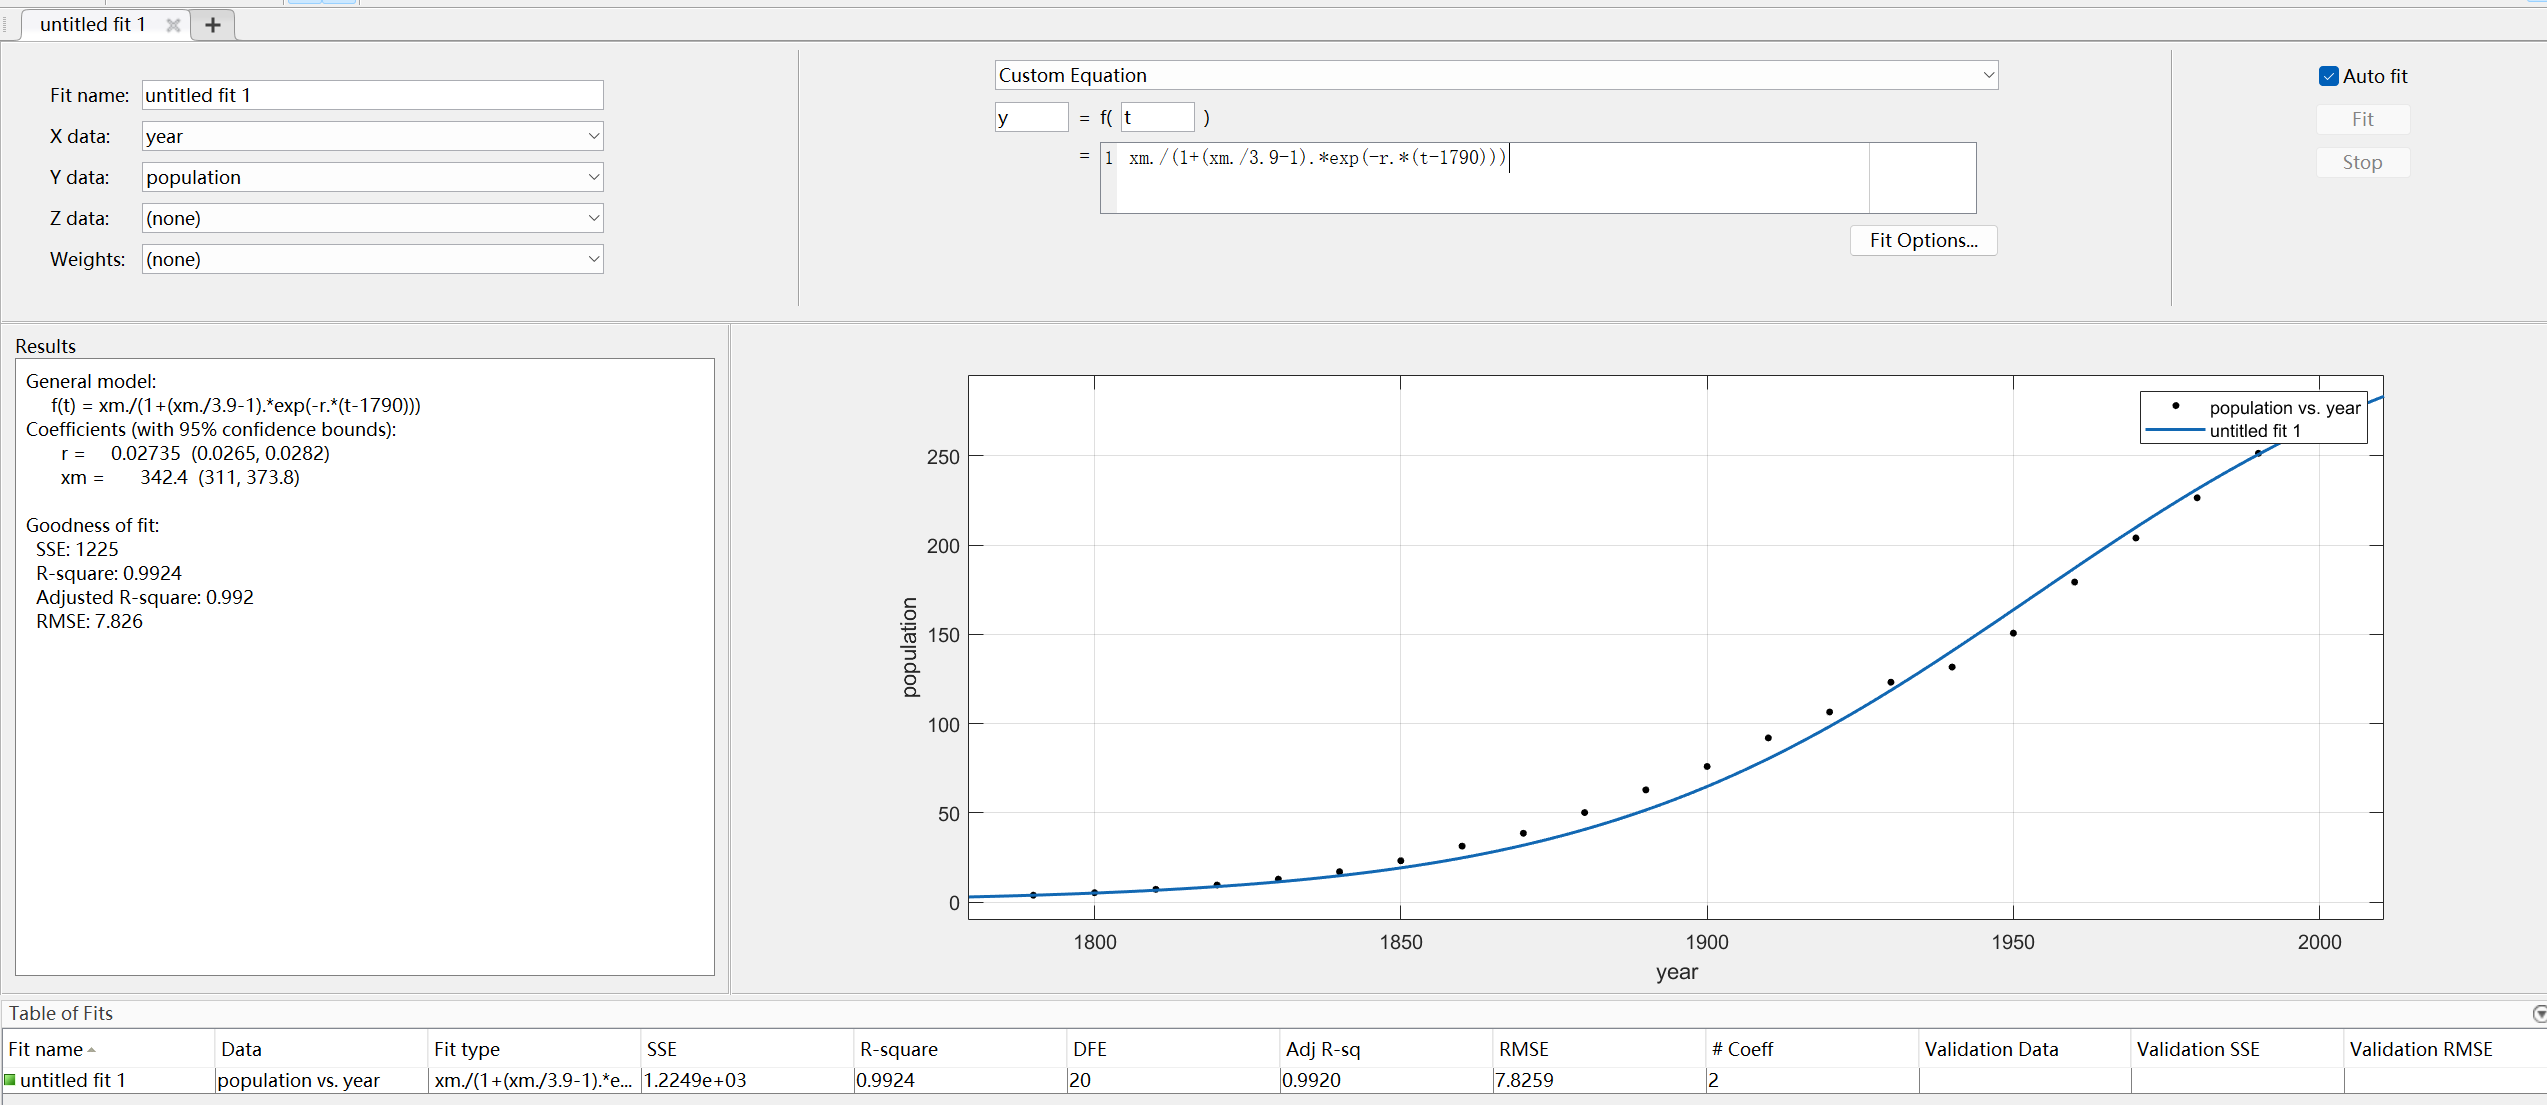 untitled fit 1
+
Fit name: untitled fit 1
X data: year
Y data: population
Z data: (none)
Weights: (none)
Custom Equation
y = f( t )
= 1 xm./(1+(xm./3.9-1).*exp(-r.*(t-1790)))
Fit Options...
Auto fit
Fit
Stop
Results
General model:
f(t) = xm./(1+(xm./3.9-1).*exp(-r.*(t-1790)))
Coefficients (with 95% confidence bounds):
r = 0.02735 (0.0265, 0.0282)
xm = 342.4 (311, 373.8)
Goodness of fit:
SSE: 1225
R-square: 0.9924
Adjusted R-square: 0.992
RMSE: 7.826
population vs. year
untitled fit 1
250
200
150
100
50
0
population
1800 1850 1900 1950 2000
year
Table of Fits
Fit name Data Fit type SSE R-square DFE Adj R-sq RMSE # Coeff Validation Data Validation SSE Validation RMSE
untitled fit 1 population vs. year xm./(1+(xm./3.9-1).*e... 1.2249e+03 0.9924 20 0.9920 7.8259 2